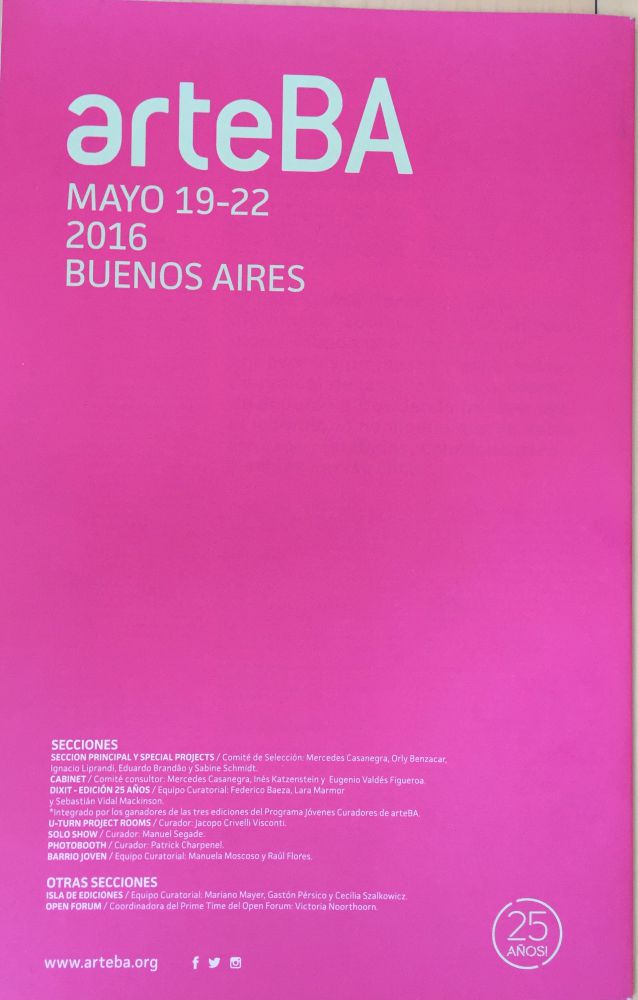 arteBA
MAYO 19-22
2016
BUENOS AIRES
SECCIONES
SECCION PRINCIPAL Y SPECIAL PROJECTS / Comité de Selección: Mercedes Casanegra, Orly Benzacar,
Ignacio Liprandi, Eduardo Brandão y Sabine Schmidt.
CABINET / Comité consultor: Mercedes Casanegra, Inés Katzenstein y Eugenio Valdés Figueroa.
DIXIT - EDICIÓN 25 AÑOS / Equipo Curatorial: Federico Baeza, Lara Marmor
y Sebastián Vidal Mackinson.
*Integrado por los ganadores de las tres ediciones del Programa Jóvenes Curadores de arteBA.
U-TURN PROJECT ROOMS / Curador: Jacopo Crivelli Visconti.
SOLO SHOW / Curador: Manuel Segade.
PHOTOBOOTH / Curador: Patrick Charpenel.
BARRIO JOVEN / Equipo Curatorial: Manuela Moscoso y Raúl Flores.
OTRAS SECCIONES
ISLA DE EDICIONES / Equipo Curatorial: Mariano Mayer, Gastón Pérsico y Cecilia Szalkowicz.
OPEN FORUM / Coordinadora del Prime Time del Open Forum: Victoria Noorthoorn.
www.arteba.org
25
AÑOS!